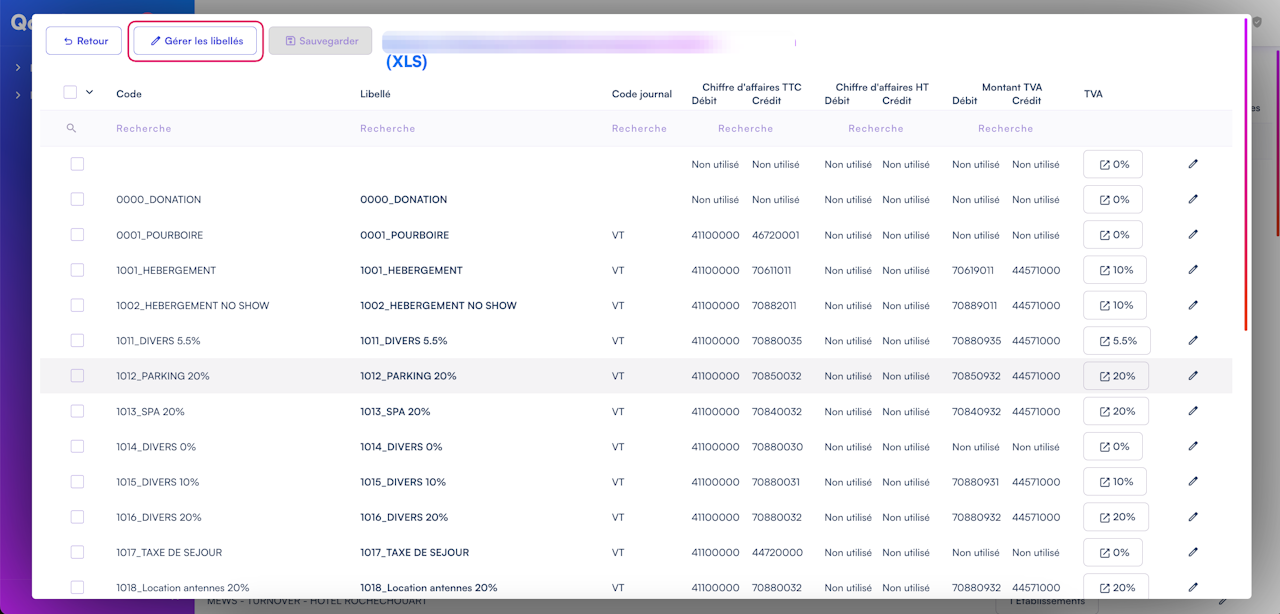 Retour
Gérer les libellés
Sauvegarder
(XLS)
Code Libellé Code journal Chiffre d'affaires TTC Débit Crédit Chiffre d'affaires HT Débit Crédit Montant TVA Débit Crédit TVA
Recherche Recherche Recherche Recherche Recherche Recherche
Non utilisé Non utilisé Non utilisé Non utilisé Non utilisé Non utilisé 0%
0000_DONATION 0000_DONATION Non utilisé Non utilisé Non utilisé Non utilisé Non utilisé Non utilisé 0%
0001_POURBOIRE 0001_POURBOIRE VT 41100000 46720001 Non utilisé Non utilisé Non utilisé Non utilisé 0%
1001_HEBERGEMENT 1001_HEBERGEMENT VT 41100000 70611011 Non utilisé Non utilisé 70619011 44571000 10%
1002_HEBERGEMENT NO SHOW 1002_HEBERGEMENT NO SHOW VT 41100000 70882011 Non utilisé Non utilisé 70889011 44571000 10%
1011_DIVERS 5.5% 1011_DIVERS 5.5% VT 41100000 70880035 Non utilisé Non utilisé 70880935 44571000 5.5%
1012_PARKING 20% 1012_PARKING 20% VT 41100000 70850032 Non utilisé Non utilisé 70850932 44571000 20%
1013_SPA 20% 1013_SPA 20% VT 41100000 70840032 Non utilisé Non utilisé 70840932 44571000 20%
1014_DIVERS 0% 1014_DIVERS 0% VT 41100000 70880030 Non utilisé Non utilisé Non utilisé Non utilisé 0%
1015_DIVERS 10% 1015_DIVERS 10% VT 41100000 70880031 Non utilisé Non utilisé 70880931 44571000 10%
1016_DIVERS 20% 1016_DIVERS 20% VT 41100000 70880032 Non utilisé Non utilisé 70880932 44571000 20%
1017_TAXE DE SEJOUR 1017_TAXE DE SEJOUR VT 41100000 44720000 Non utilisé Non utilisé Non utilisé Non utilisé 0%
1018_Location antennes 20% 1018_Location antennes 20% VT 41100000 70880032 Non utilisé Non utilisé 70880932 44571000 20%
MEWS - TURNOVER - HOTEL ROCHECHOUART 1 Etablissements